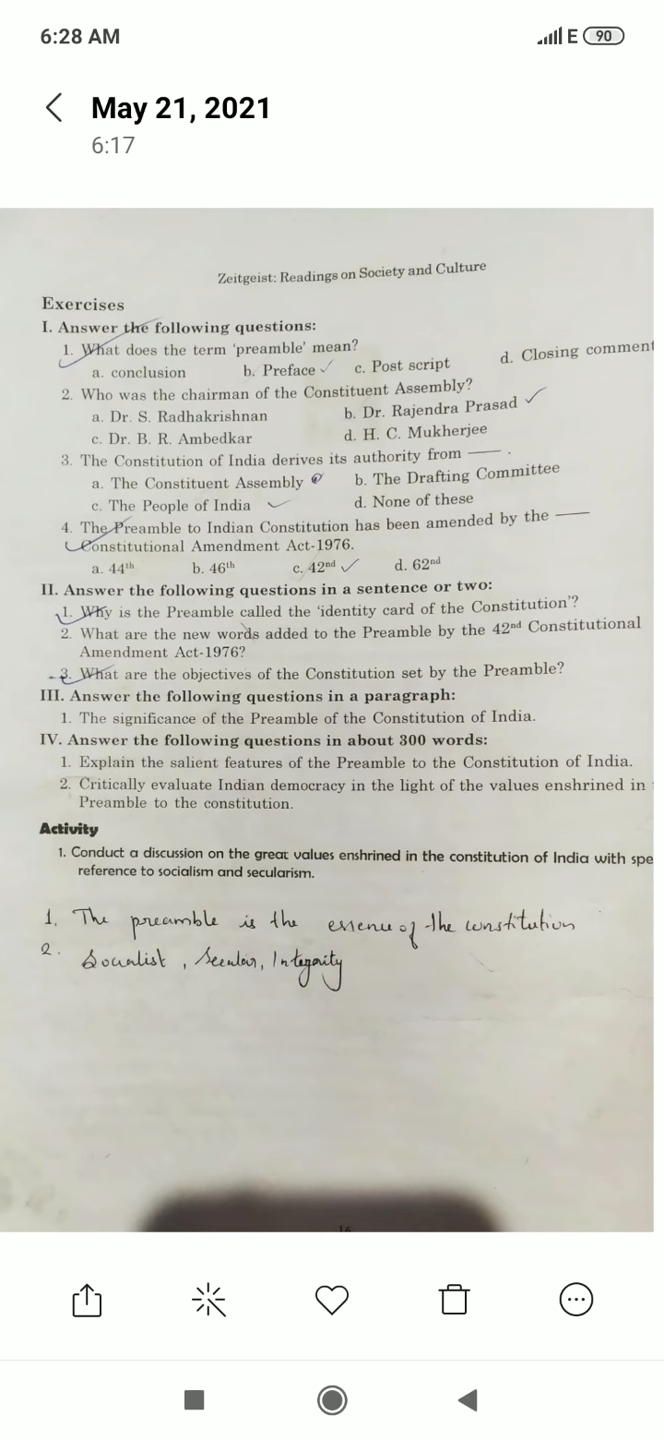 6:28 AM
E 90
May 21, 2021
6:17
Zeitgeist: Readings on Society and Culture
Exercises
I. Answer the following questions:
1. What does the term 'preamble' mean?
a. conclusion b. Preface ✓ c. Post script d. Closing comment
2. Who was the chairman of the Constituent Assembly?
a. Dr. S. Radhakrishnan b. Dr. Rajendra Prasad ✓
c. Dr. B. R. Ambedkar d. H. C. Mukherjee
3. The Constitution of India derives its authority from —— .
a. The Constituent Assembly b. The Drafting Committee
c. The People of India ✓ d. None of these
4. The Preamble to Indian Constitution has been amended by the ——
Constitutional Amendment Act-1976.
a. 44th b. 46th c. 42nd ✓ d. 62nd
II. Answer the following questions in a sentence or two:
1. Why is the Preamble called the 'identity card of the Constitution'?
2. What are the new words added to the Preamble by the 42nd Constitutional
Amendment Act-1976?
3. What are the objectives of the Constitution set by the Preamble?
III. Answer the following questions in a paragraph:
1. The significance of the Preamble of the Constitution of India.
IV. Answer the following questions in about 300 words:
1. Explain the salient features of the Preamble to the Constitution of India.
2. Critically evaluate Indian democracy in the light of the values enshrined in
Preamble to the constitution.
Activity
1. Conduct a discussion on the great values enshrined in the constitution of India with spe
reference to socialism and secularism.
1. The preamble is the essence of the constitution
2. Socialist, Secular, Integrity
16